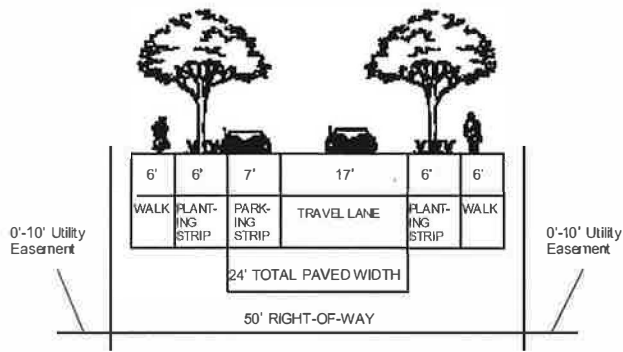 6' 6' 7' 17' 6' 6'
WALK PLANT-ING STRIP PARK-ING STRIP TRAVEL LANE PLANT-ING STRIP WALK
0'-10' Utility
Easement
0'-10' Utility
Easement
24' TOTAL PAVED WIDTH
50' RIGHT-OF-WAY